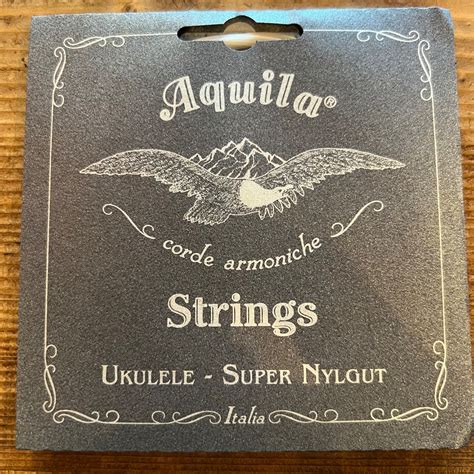 Aquila®
corde armoniche
Strings
UKULELE - SUPER NYLGUT
Italia